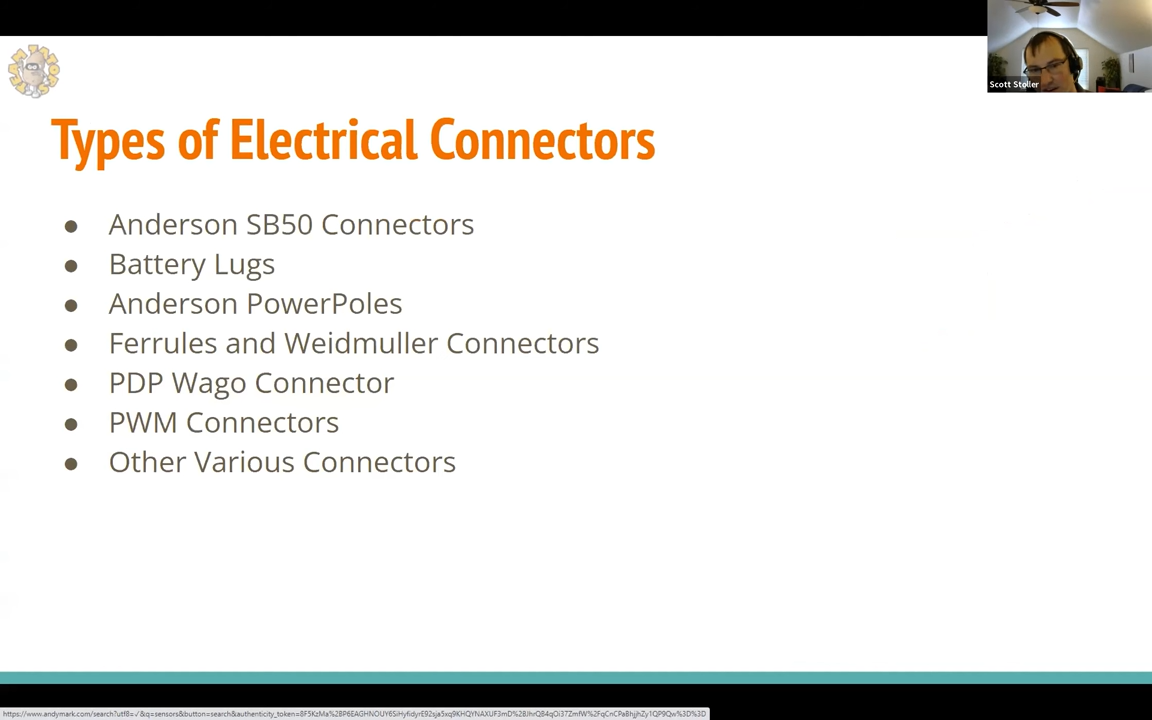 Scott Stoller
Types of Electrical Connectors
Anderson SB50 Connectors
Battery Lugs
Anderson PowerPoles
Ferrules and Weidmuller Connectors
PDP Wago Connector
PWM Connectors
Other Various Connectors